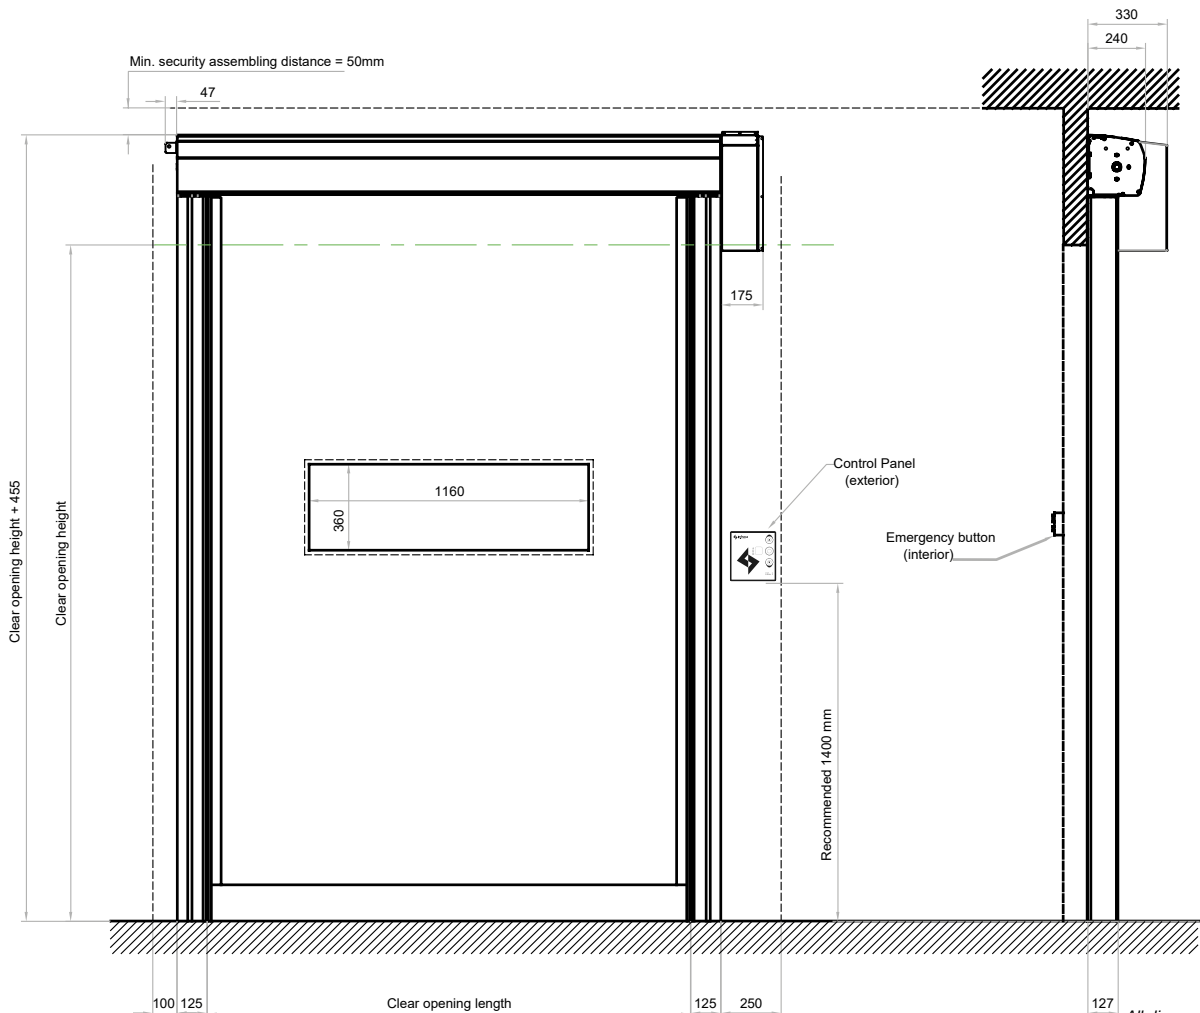 330
240
Min. security assembling distance = 50mm
47
175
Clear opening height + 455
Clear opening height
1160
360
Control Panel
(exterior)
Emergency button
(interior)
Recommended 1400 mm
100
125
Clear opening length
125
250
127